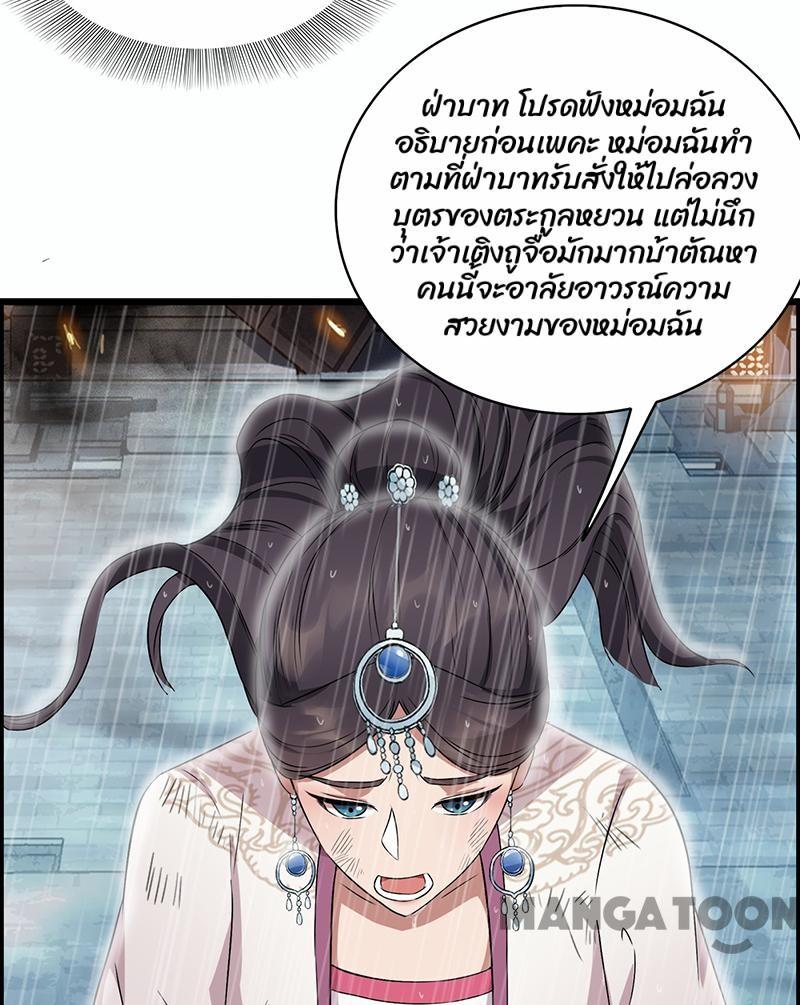 ฝ่าบาท โปรดฟังหม่อมฉัน
อธิบายก่อนเพคะ หม่อมฉันทำ
ตามที่ฝ่าบาทรับสั่งให้ไปล่อลวง
บุตรของตระกูลหยวน แต่ไม่นึก
ว่าเจ้าเติงถูจื่อมักมากบ้าตัณหา
คนนี้จะอาลัยอาวรณ์ความ
สวยงามของหม่อมฉัน
MANGATOON